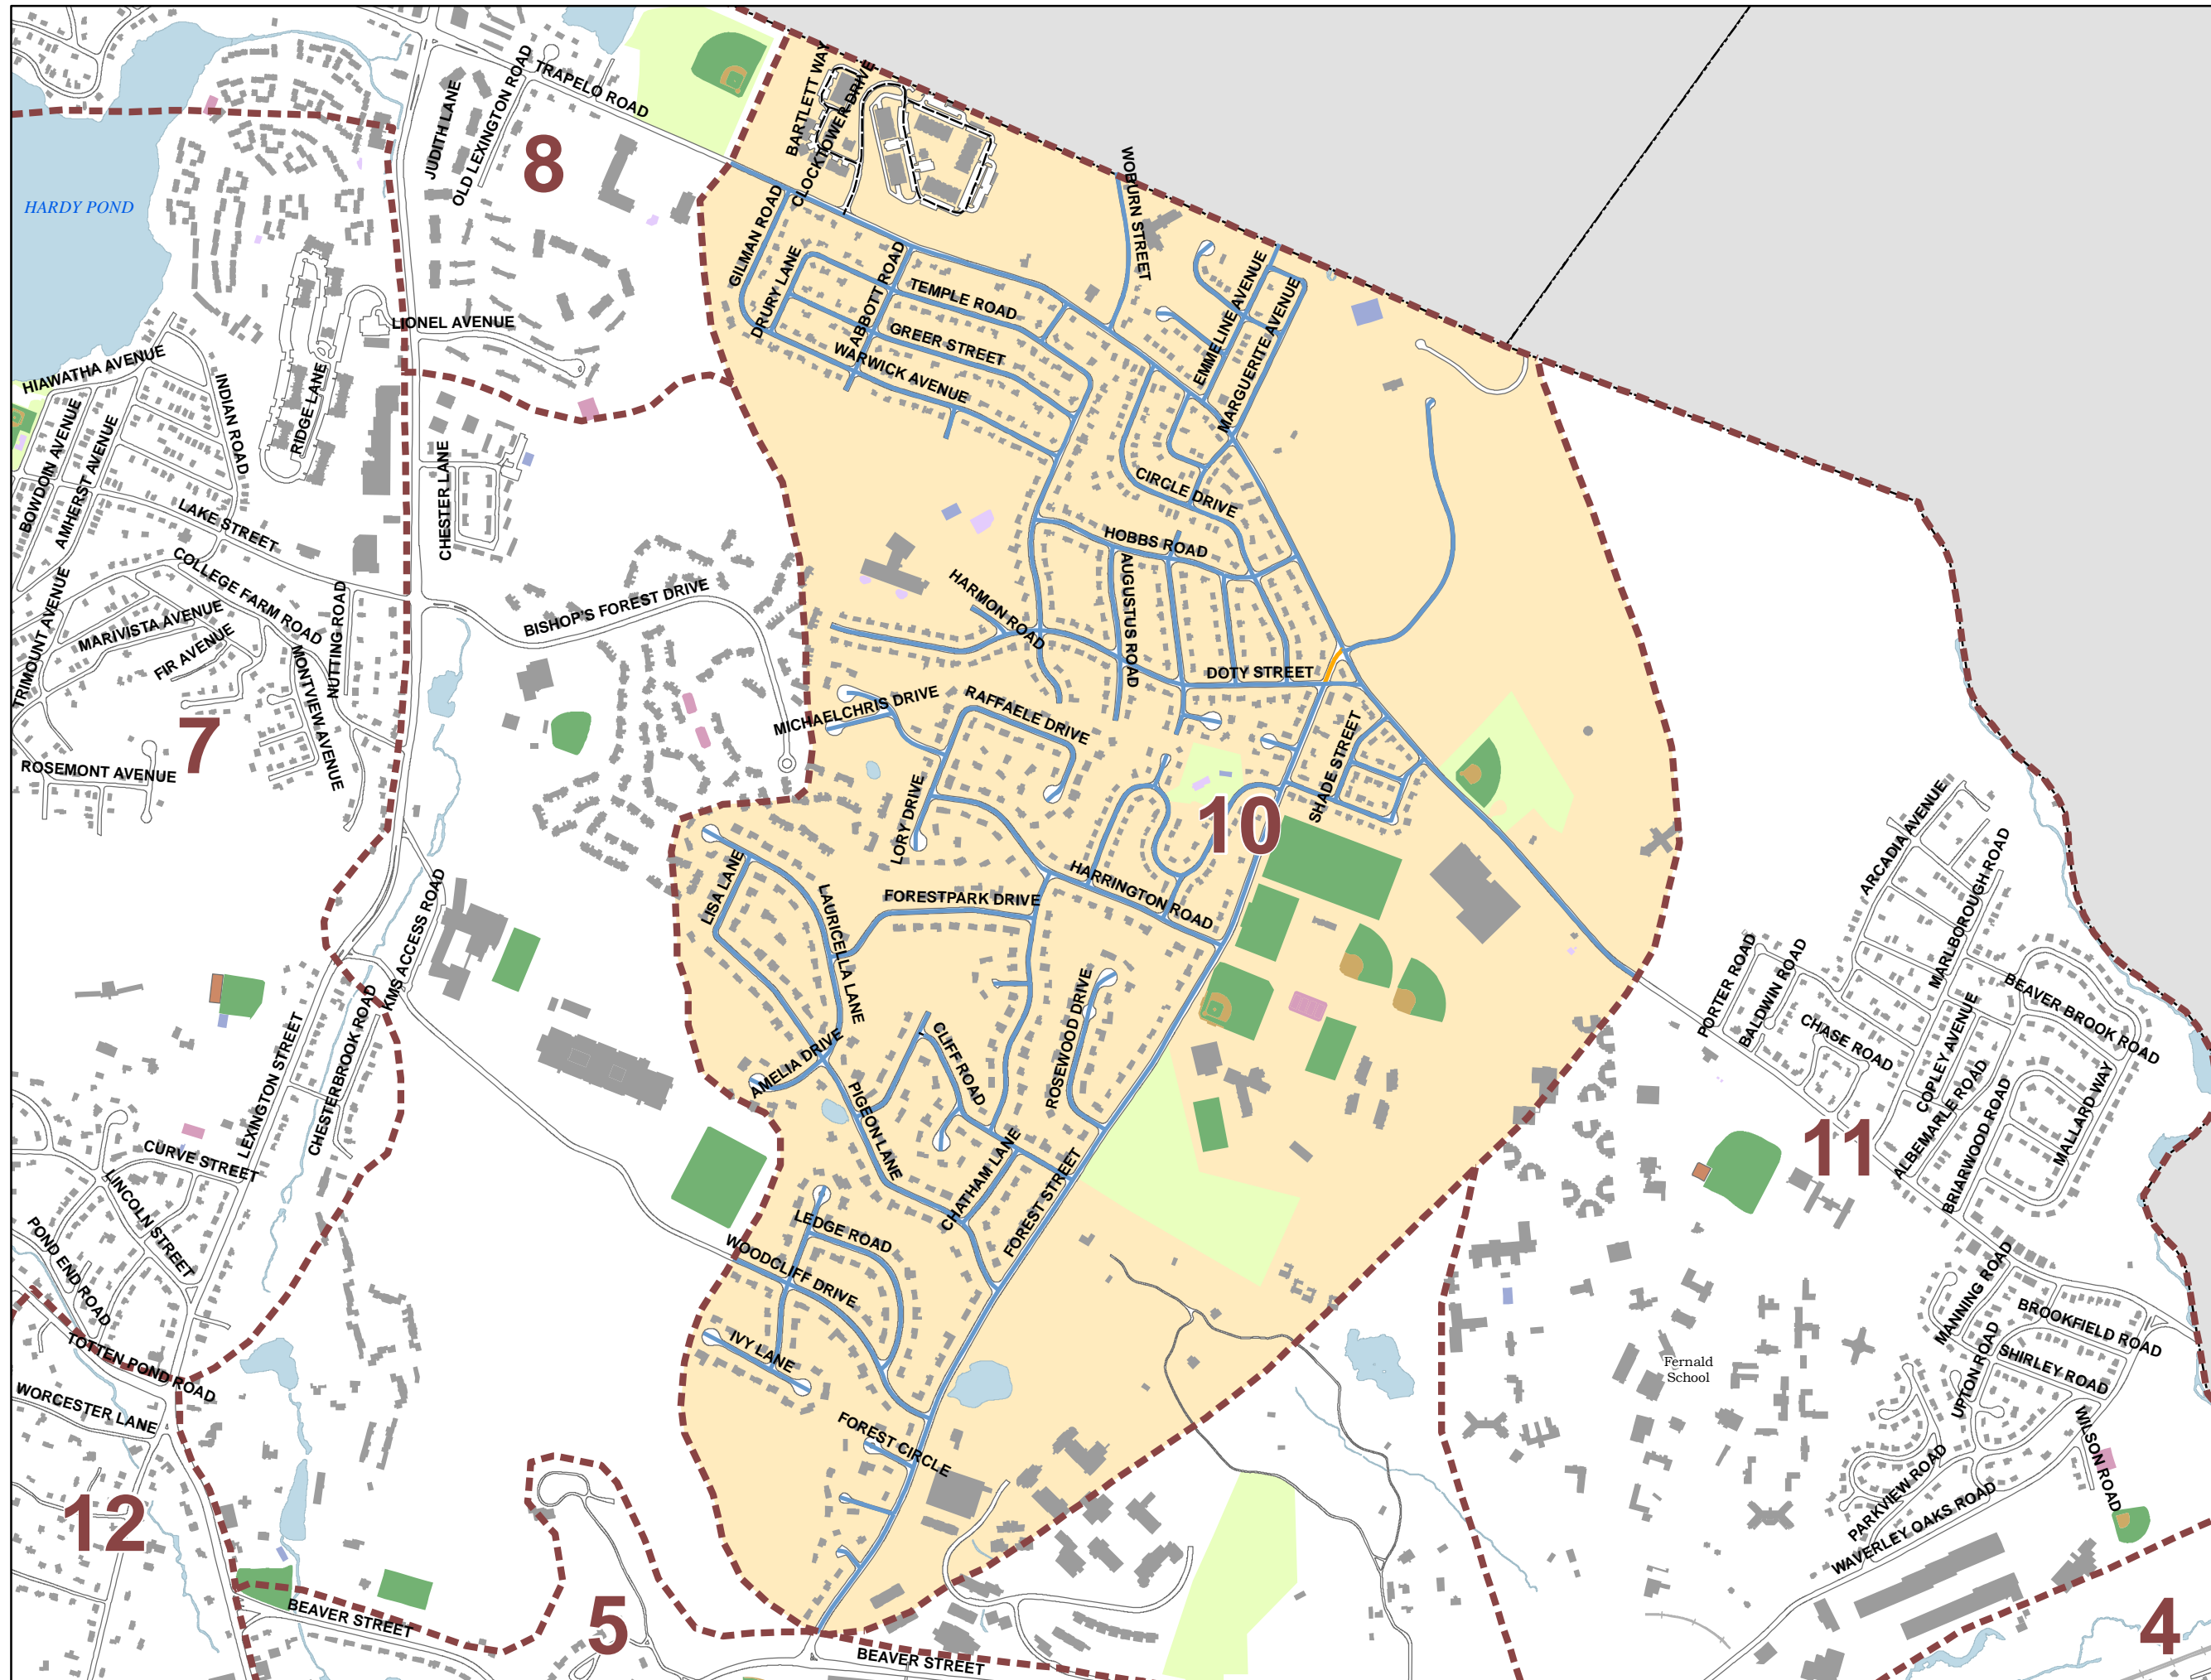 BARTLETT WAY
CLOCKTOWER DRIVE
OLD LEXINGTON ROAD
TRAPELO ROAD
JUDITH LANE
8
HARDY POND
WOBURN STREET
GILMAN ROAD
DRURY LANE
ABBOTT ROAD
TEMPLE ROAD
GREER STREET
WARWICK AVENUE
EMMELINE AVENUE
MARGUERITE AVENUE
LIONEL AVENUE
HIAWATHA AVENUE
INDIAN ROAD
RIDGE LANE
BOWDOIN AVENUE
AMHERST AVENUE
CHESTER LANE
LAKE STREET
CIRCLE DRIVE
HOBBS ROAD
COLLEGE FARM ROAD
TRIMOUNT AVENUE
MARIVISTA AVENUE
FIR AVENUE
NUTTING ROAD
MONTVIEW AVENUE
BISHOP'S FOREST DRIVE
HARMON ROAD
AUGUSTUS ROAD
DOTY STREET
7
ROSEMONT AVENUE
MICHAELCHRIS DRIVE
RAFFAELE DRIVE
SHADE STREET
LORY DRIVE
10
ARCADIA AVENUE
MARLBOROUGH ROAD
LISA LANE
LAURICELLA LANE
FORESTPARK DRIVE
HARRINGTON ROAD
KMS ACCESS ROAD
PORTER ROAD
BALDWIN ROAD
CHASE ROAD
COPLEY AVENUE
BEAVER BROOK ROAD
ROSEWOOD DRIVE
CLIFF ROAD
AMELIA DRIVE
PIGEON LANE
LEXINGTON STREET
CHESTERBROOK ROAD
CURVE STREET
LINCOLN STREET
POND END ROAD
TOTTEN POND ROAD
WORCESTER LANE
CHATHAM LANE
FOREST STREET
11
ALBEMARLE ROAD
BRIARWOOD ROAD
MALLARD WAY
LEDGE ROAD
WOODCLIFF DRIVE
IVY LANE
MANNING ROAD
BROOKFIELD ROAD
SHIRLEY ROAD
UPTON ROAD
Fernald
School
WILSON ROAD
FOREST CIRCLE
PARKVIEW ROAD
WAVERLEY OAKS ROAD
12
BEAVER STREET
5
BEAVER STREET
4